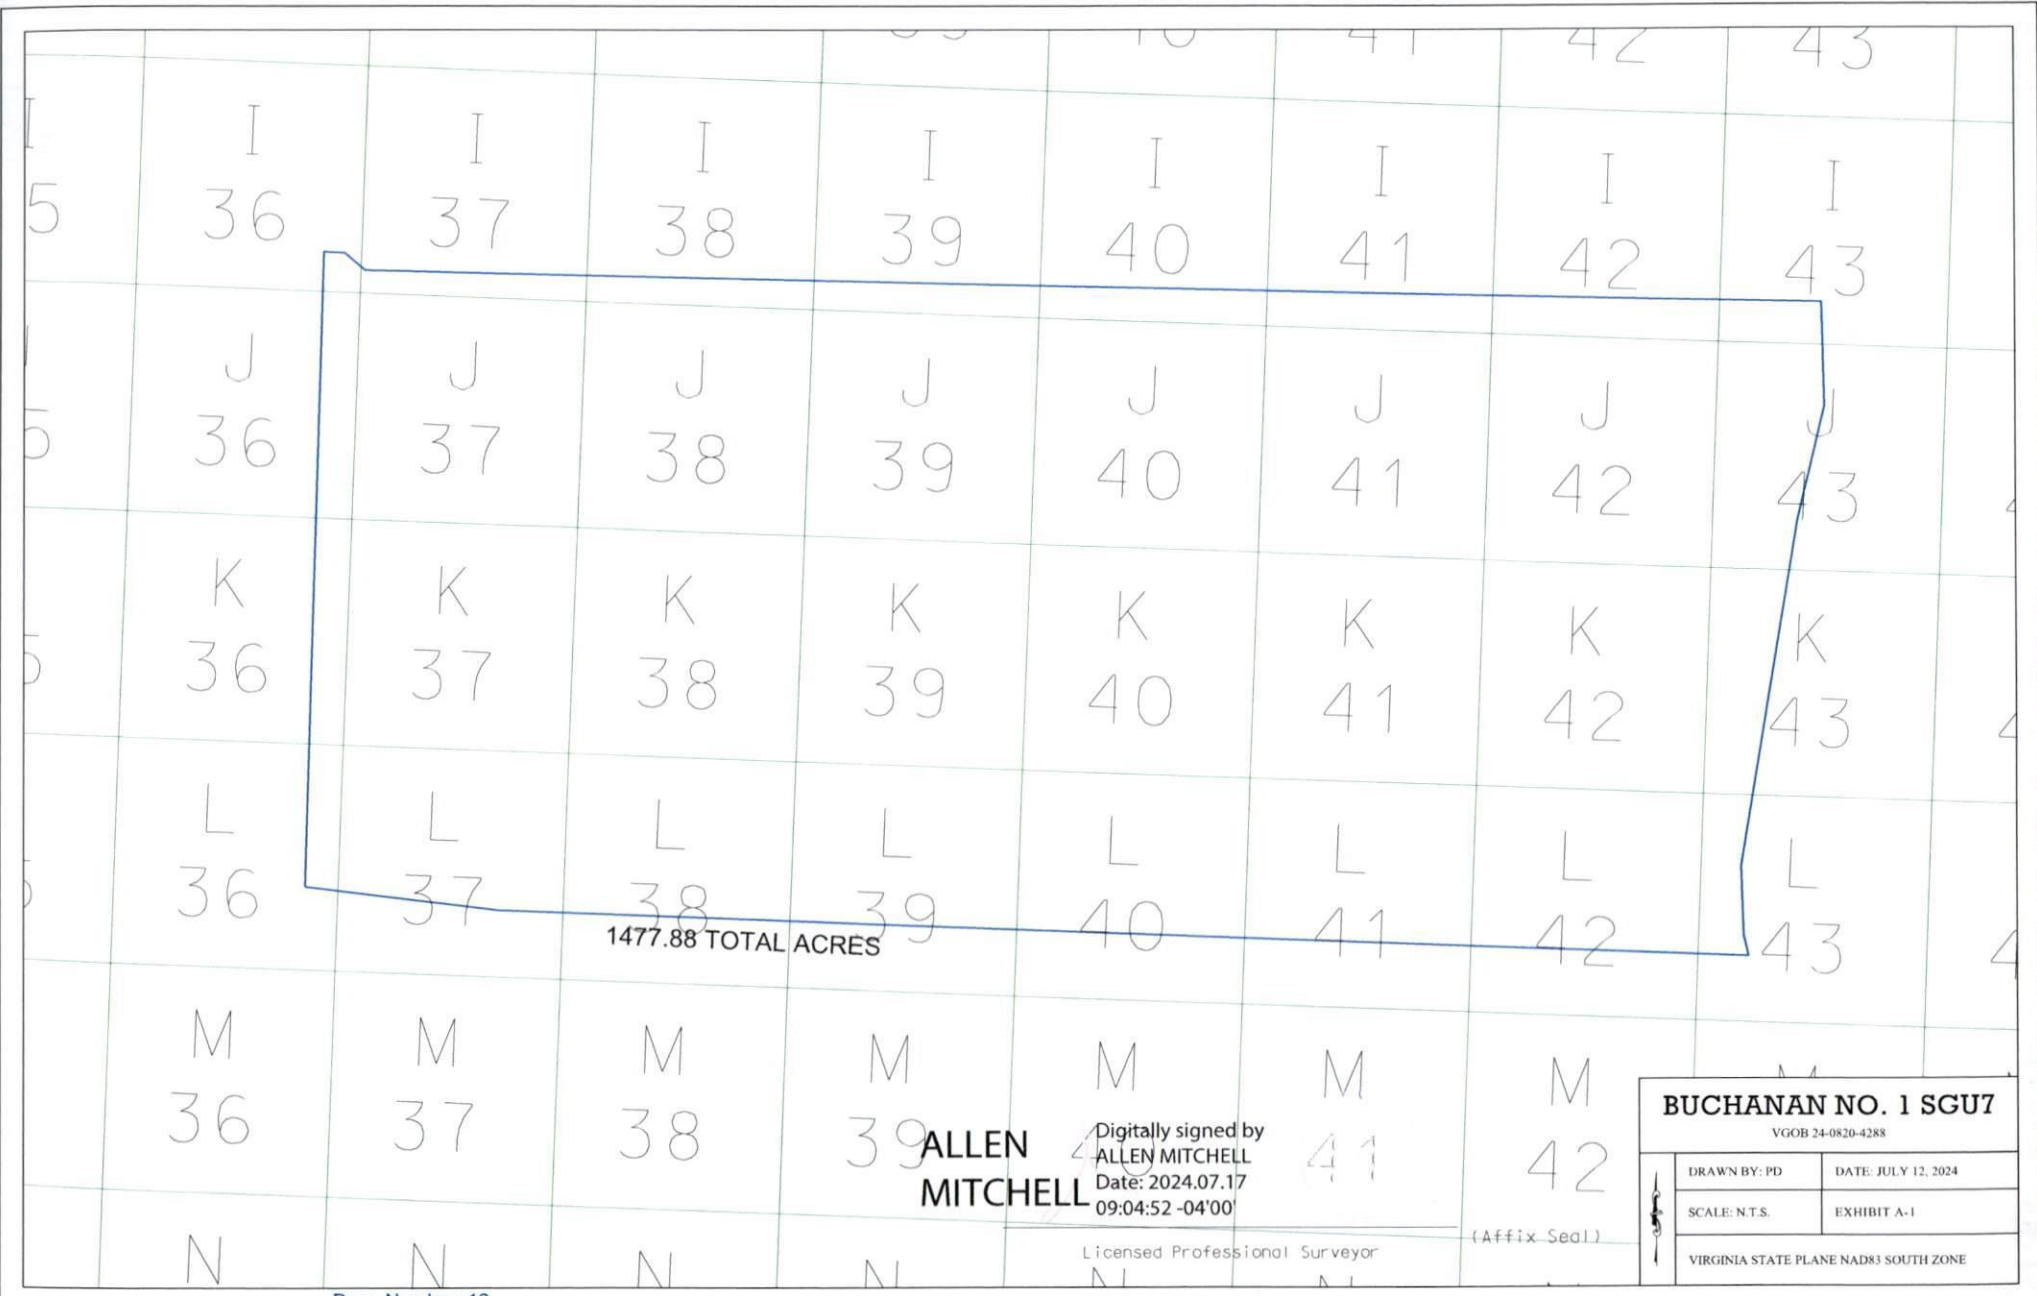 41 42 43
I I I I I I I I
5 36 37 38 39 40 41 42 43
J J J J J J J J
36 37 38 39 40 41 42 43
K K K K K K K K
36 37 38 39 40 41 42 43
L L L L L L L L
36 37 38 39 40 41 42 43
1477.88 TOTAL ACRES
M M M M M M M
36 37 38 39 40 41 42
N N N
ALLEN
MITCHELL
Digitally signed by
ALLEN MITCHELL
Date: 2024.07.17
09:04:52 -04'00'
Licensed Professional Surveyor
(Affix Seal)
BUCHANAN NO. 1 SGU7
VGOB 24-0820-4288
DRAWN BY: PD
DATE: JULY 12, 2024
SCALE: N.T.S.
EXHIBIT A-1
VIRGINIA STATE PLANE NAD83 SOUTH ZONE